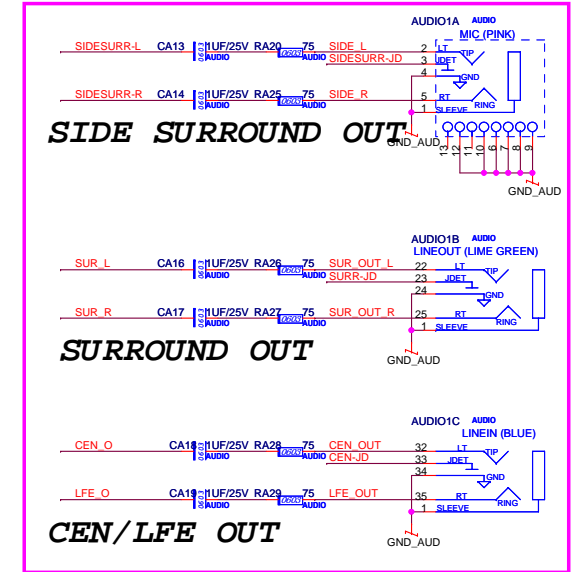 AUDIO1A AUDIO
MIC (PINK)
SIDESURR-L CA13 1UF/25V RA20 75 SIDE_L 2 LT TIP
0603 AUDIO 0603 AUDIO SIDESURR-JD 3 JDET
4 GND
SIDESURR-R CA14 1UF/25V RA25 75 SIDE_R 5 RT RING
0603 AUDIO 0603 AUDIO 1 SLEEVE
SIDE SURROUND OUT
GND_AUD 13 12 11 10 6 7 8 9
GND_AUD
AUDIO1B AUDIO
LINEOUT (LIME GREEN)
SUR_L CA16 1UF/25V RA26 75 SUR_OUT_L 22 LT TIP
0603 AUDIO 0603 AUDIO SURR-JD 23 JDET
24 GND
SUR_R CA17 1UF/25V RA27 75 SUR_OUT_R 25 RT RING
0603 AUDIO 0603 AUDIO 1 SLEEVE
SURROUND OUT
GND_AUD
AUDIO1C AUDIO
LINEIN (BLUE)
CEN_O CA18 1UF/25V RA28 75 CEN_OUT 32 LT TIP
0603 AUDIO 0603 AUDIO CEN-JD 33 JDET
34 GND
LFE_O CA19 1UF/25V RA29 75 LFE_OUT 35 RT RING
0603 AUDIO 0603 AUDIO 1 SLEEVE
CEN/LFE OUT
GND_AUD